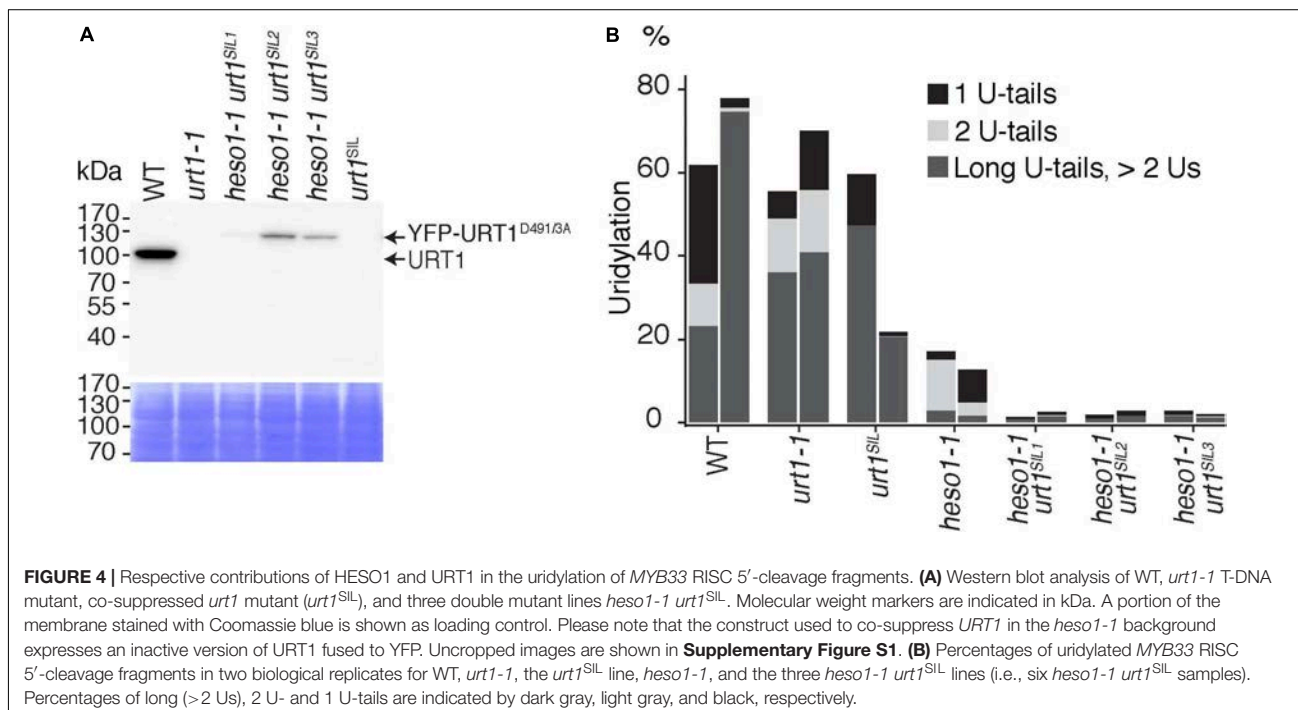 A
kDa
WT
urt1-1
heso1-1 urt1SIL1
heso1-1 urt1SIL2
heso1-1 urt1SIL3
urt1SIL
170
130
100
70
55
40
YFP-URT1D491/3A
URT1
170
130
100
70
B
%
80
60
40
20
0
Uridylation
1 U-tails
2 U-tails
Long U-tails, > 2 Us
WT
urt1-1
urt1SIL
heso1-1
heso1-1
urt1SIL1
heso1-1
urt1SIL2
heso1-1
urt1SIL3
FIGURE 4 | Respective contributions of HESO1 and URT1 in the uridylation of MYB33 RISC 5′-cleavage fragments. (A) Western blot analysis of WT, urt1-1 T-DNA
mutant, co-suppressed urt1 mutant (urt1SIL), and three double mutant lines heso1-1 urt1SIL. Molecular weight markers are indicated in kDa. A portion of the
membrane stained with Coomassie blue is shown as loading control. Please note that the construct used to co-suppress URT1 in the heso1-1 background
expresses an inactive version of URT1 fused to YFP. Uncropped images are shown in Supplementary Figure S1. (B) Percentages of uridylated MYB33 RISC
5′-cleavage fragments in two biological replicates for WT, urt1-1, the urt1SIL line, heso1-1, and the three heso1-1 urt1SIL lines (i.e., six heso1-1 urt1SIL samples).
Percentages of long (>2 Us), 2 U- and 1 U-tails are indicated by dark gray, light gray, and black, respectively.